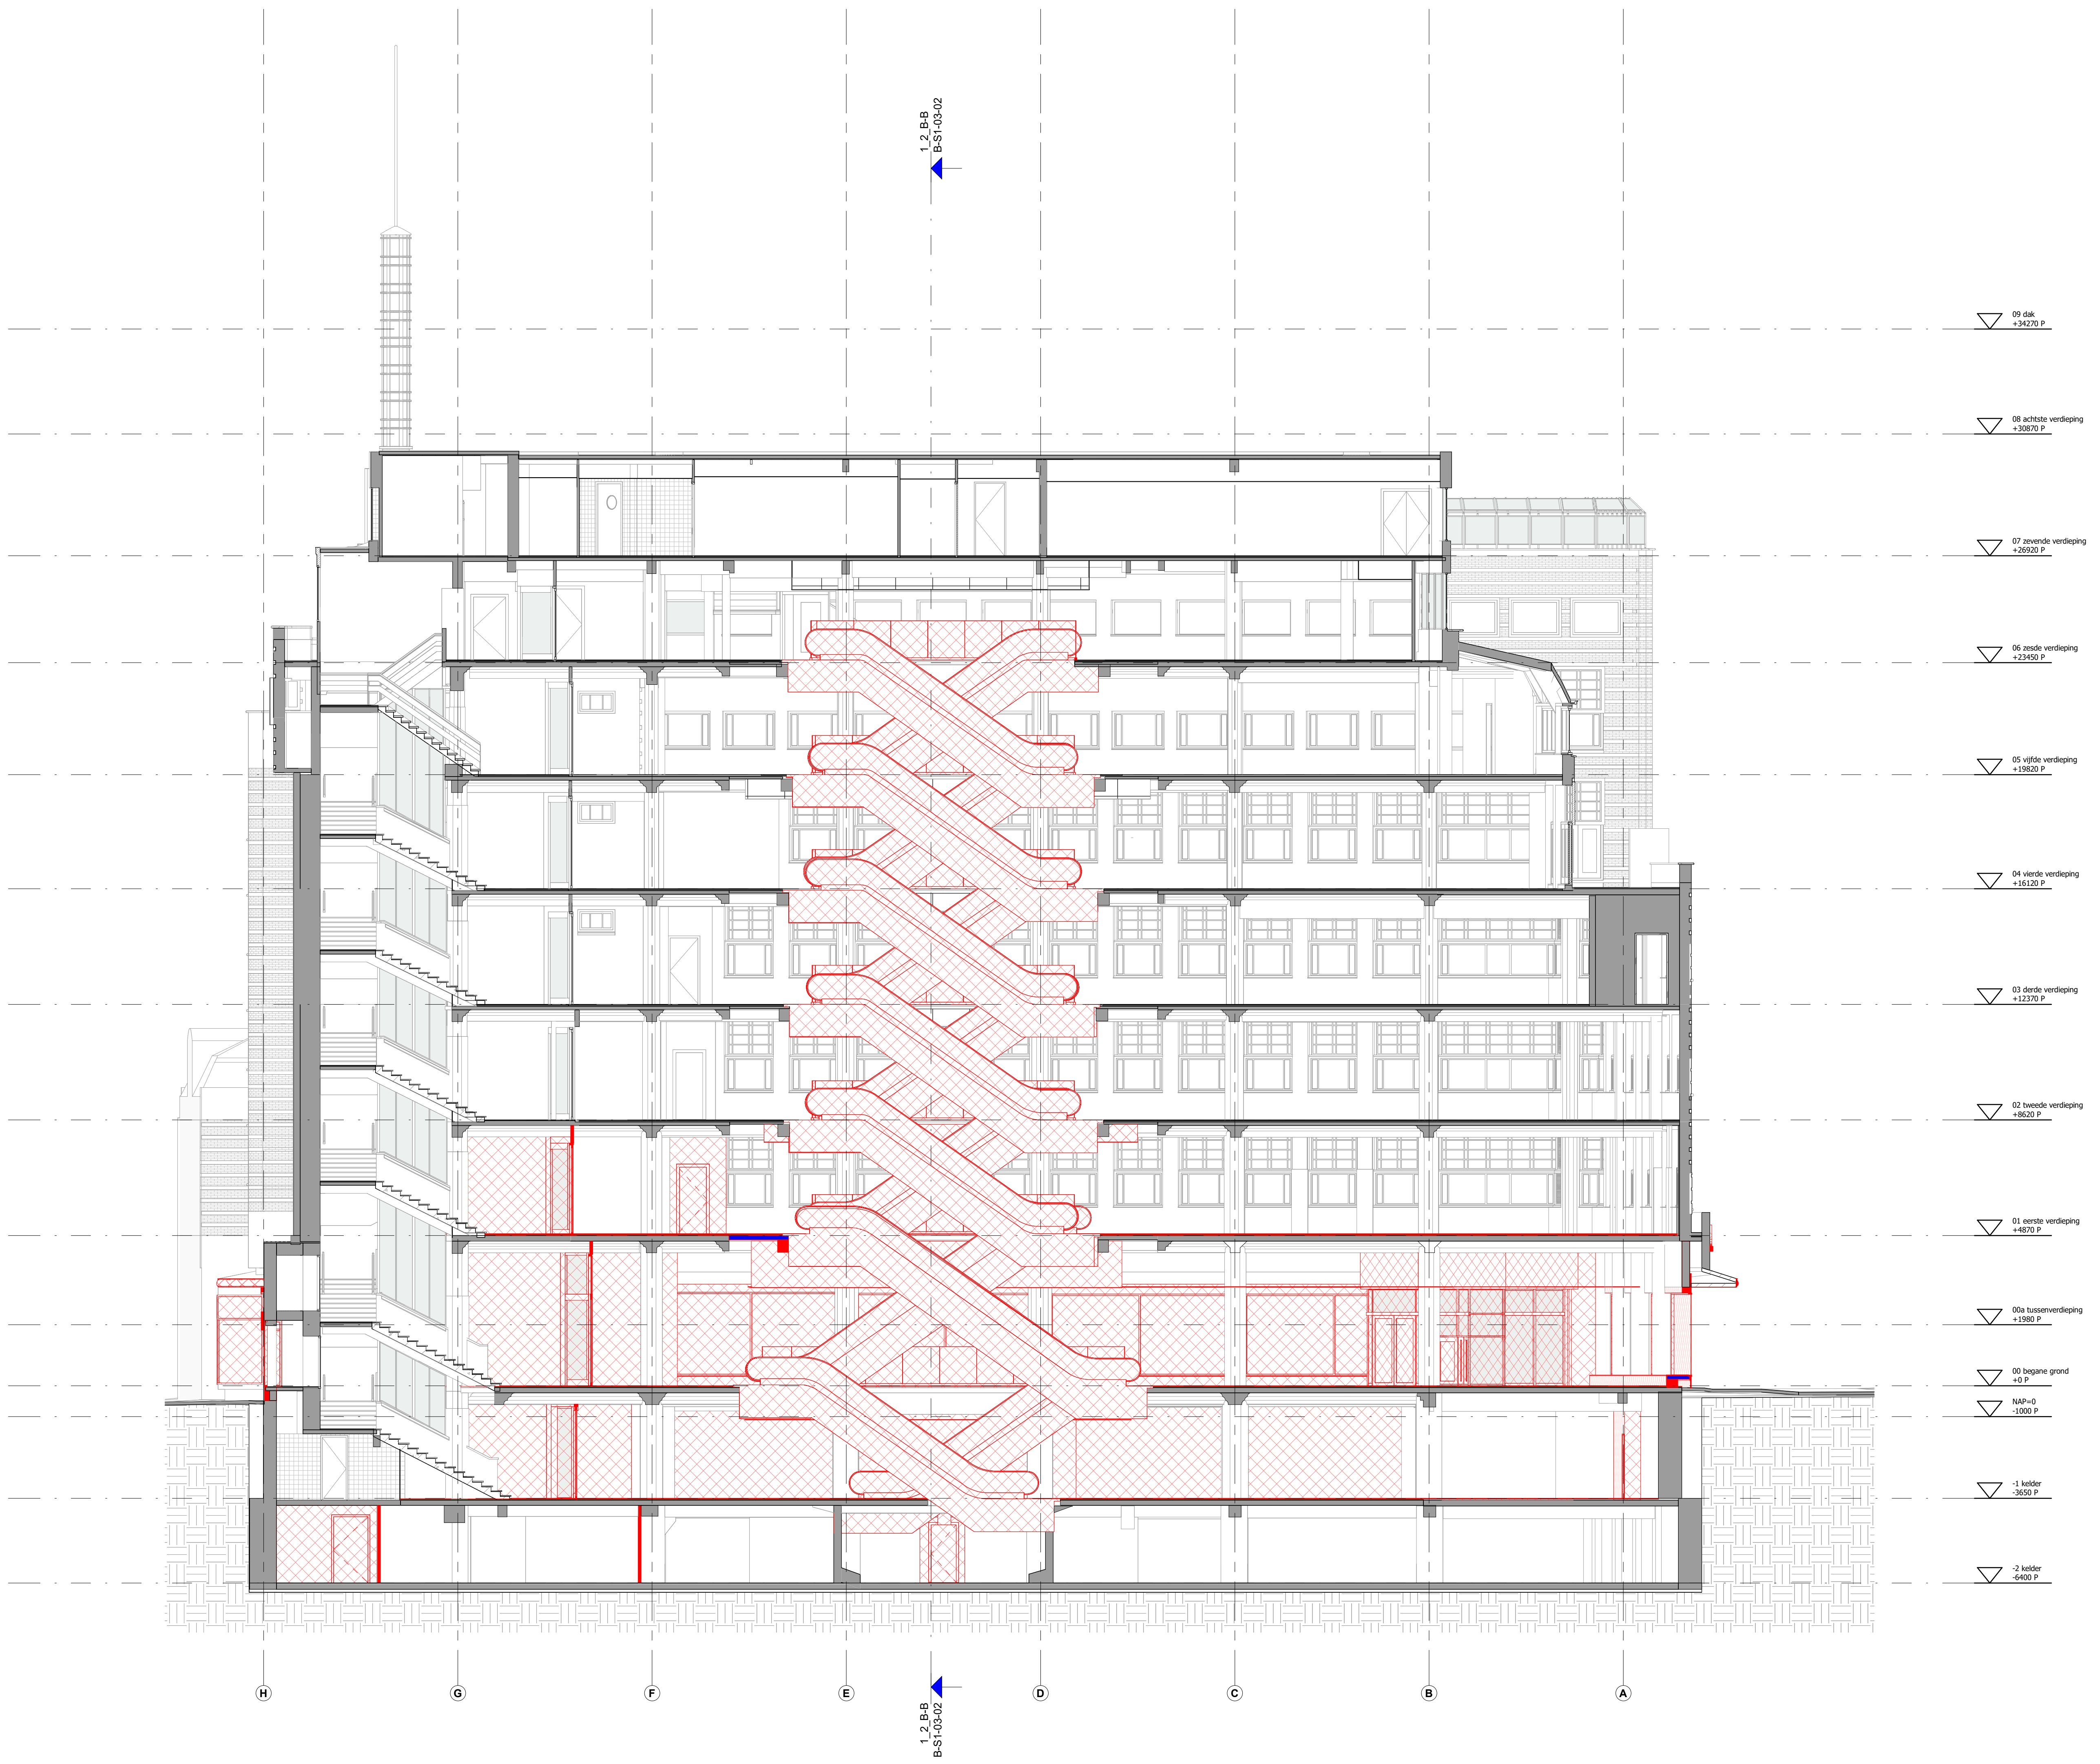 1_2_B-B
B-S1-03-02
09 dak
+34270 P
08 achtste verdieping
+30870 P
07 zevende verdieping
+26920 P
06 zesde verdieping
+23450 P
05 vijfde verdieping
+19820 P
04 vierde verdieping
+16120 P
03 derde verdieping
+12370 P
02 tweede verdieping
+8620 P
01 eerste verdieping
+4870 P
00a tussenverdieping
+1980 P
00 begane grond
+0 P
NAP=0
-1000 P
-1 kelder
-3650 P
-2 kelder
-6400 P
H G F E D C B A
1_2_B-B
B-S1-03-02